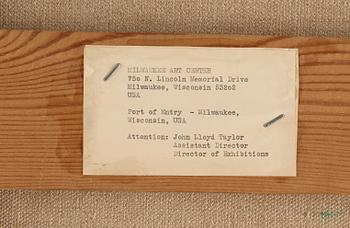 MILWAUKEE ART CENTER
750 N. Lincoln Memorial Drive
Milwaukee, Wisconsin 53202
USA
Port of Entry - Milwaukee,
Wisconsin, USA
Attention: John Lloyd Taylor
Assistant Director
Director of Exhibitions